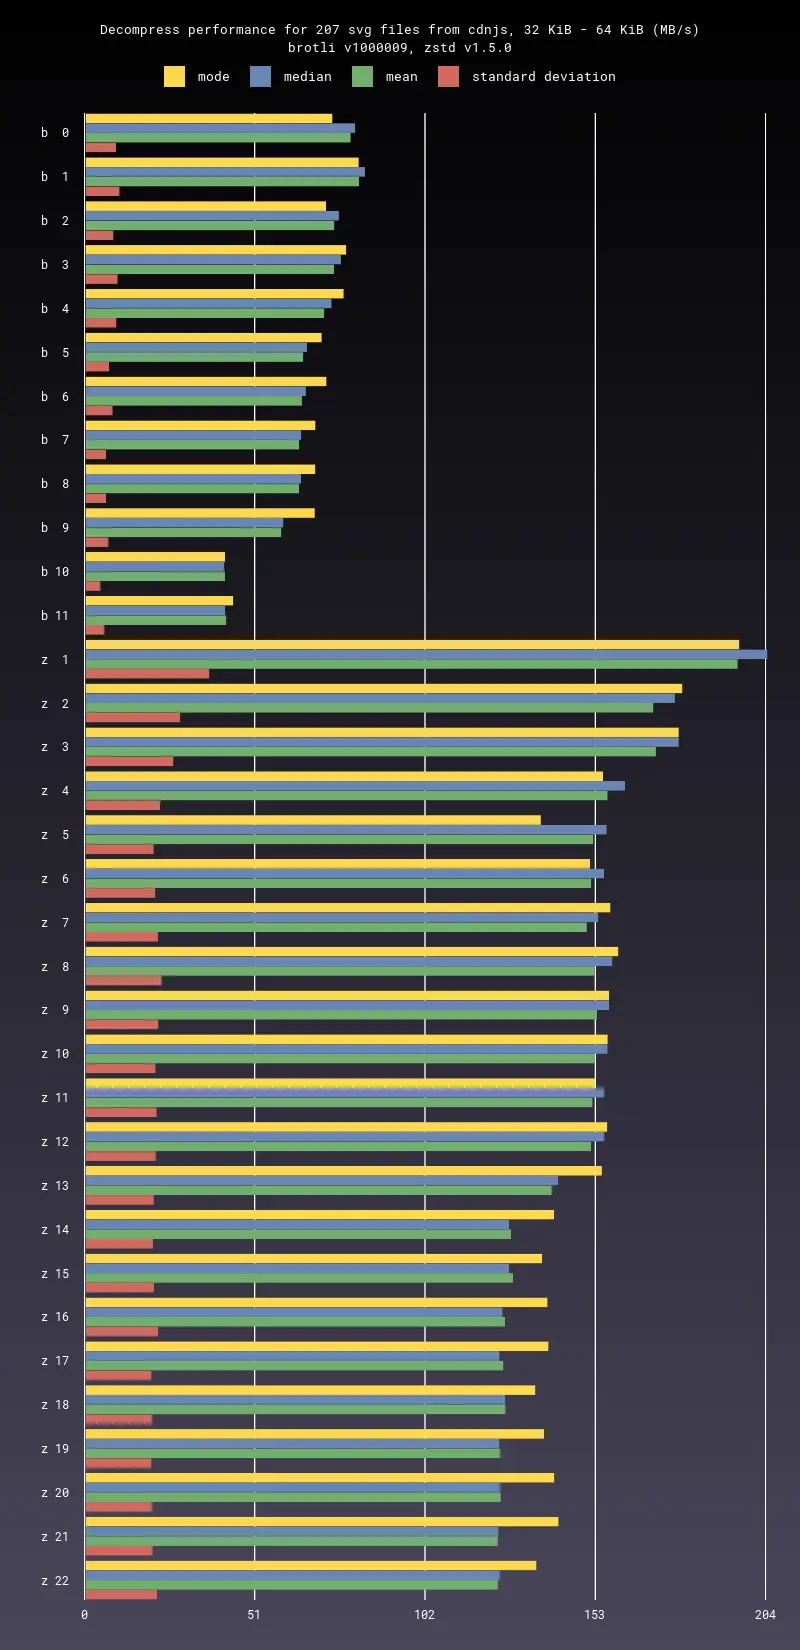 Decompress performance for 207 svg files from cdnjs, 32 KiB - 64 KiB (MB/s)
brotli v1000009, zstd v1.5.0
mode median mean standard deviation
b 0
b 1
b 2
b 3
b 4
b 5
b 6
b 7
b 8
b 9
b 10
b 11
z 1
z 2
z 3
z 4
z 5
z 6
z 7
z 8
z 9
z 10
z 11
z 12
z 13
z 14
z 15
z 16
z 17
z 18
z 19
z 20
z 21
z 22
0 51 102 153 204